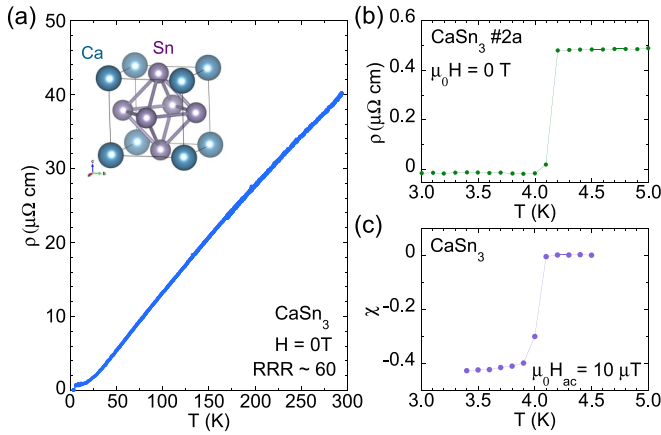 (a)
50
40
30
20
10
0
ρ (μΩ cm)
Ca
Sn
c
b
CaSn₃
H = 0T
RRR ~ 60
0 50 100 150 200 250 300
T (K)
(b)
0.6
0.4
0.2
0
ρ (μΩ cm)
CaSn₃ #2a
μ₀H = 0 T
3.0 3.5 4.0 4.5 5.0
T (K)
(c)
0
-0.2
-0.4
χ
CaSn₃
μ₀Hₐc = 10 μT
3.0 3.5 4.0 4.5 5.0
T (K)